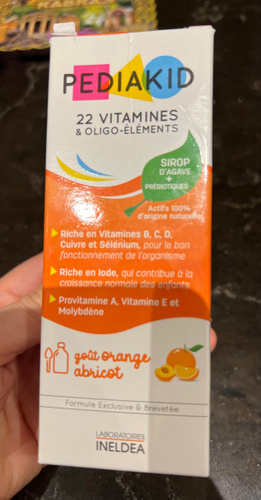 PEDIAKID
22 VITAMINES
& OLIGO-ÉLÉMENTS
SIROP
D'AGAVE
+
PRÉBIOTIQUES
Actifs 100%
d'origine naturelle
Riche en Vitamines B, C, D,
Cuivre et Sélénium, pour le bon
fonctionnement de l'organisme
Riche en Iode, qui contribue à la
croissance normale des enfants
Provitamine A, Vitamine E et
Molybdène
goût orange
abricot
Formule Exclusive & Brevetée
LABORATOIRES
INELDEA